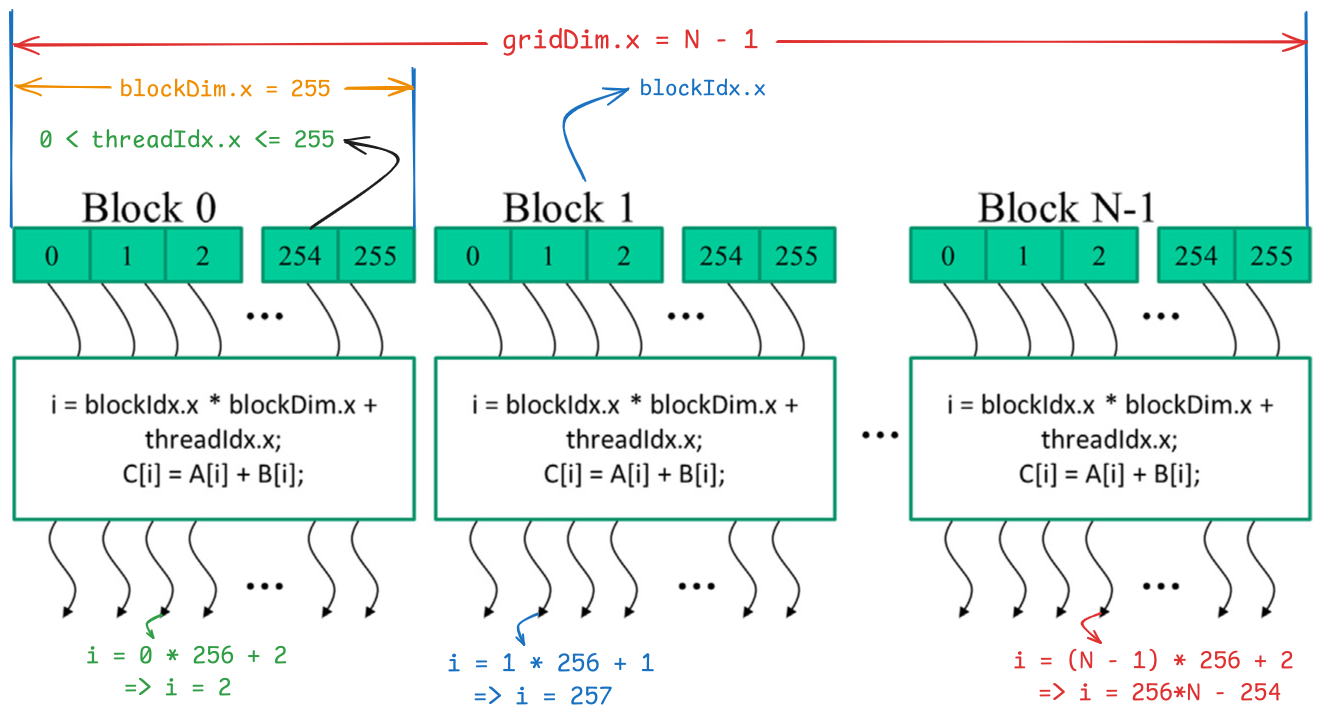 gridDim.x = N - 1
blockDim.x = 255
blockIdx.x
0 < threadIdx.x <= 255
Block 0
Block 1
Block N-1
0 1 2 254 255
0 1 2 254 255
0 1 2 254 255
...
...
...
i = blockIdx.x * blockDim.x +
threadIdx.x;
C[i] = A[i] + B[i];
i = blockIdx.x * blockDim.x +
threadIdx.x;
C[i] = A[i] + B[i];
...
i = blockIdx.x * blockDim.x +
threadIdx.x;
C[i] = A[i] + B[i];
...
...
...
i = 0 * 256 + 2
=> i = 2
i = 1 * 256 + 1
=> i = 257
i = (N - 1) * 256 + 2
=> i = 256*N - 254